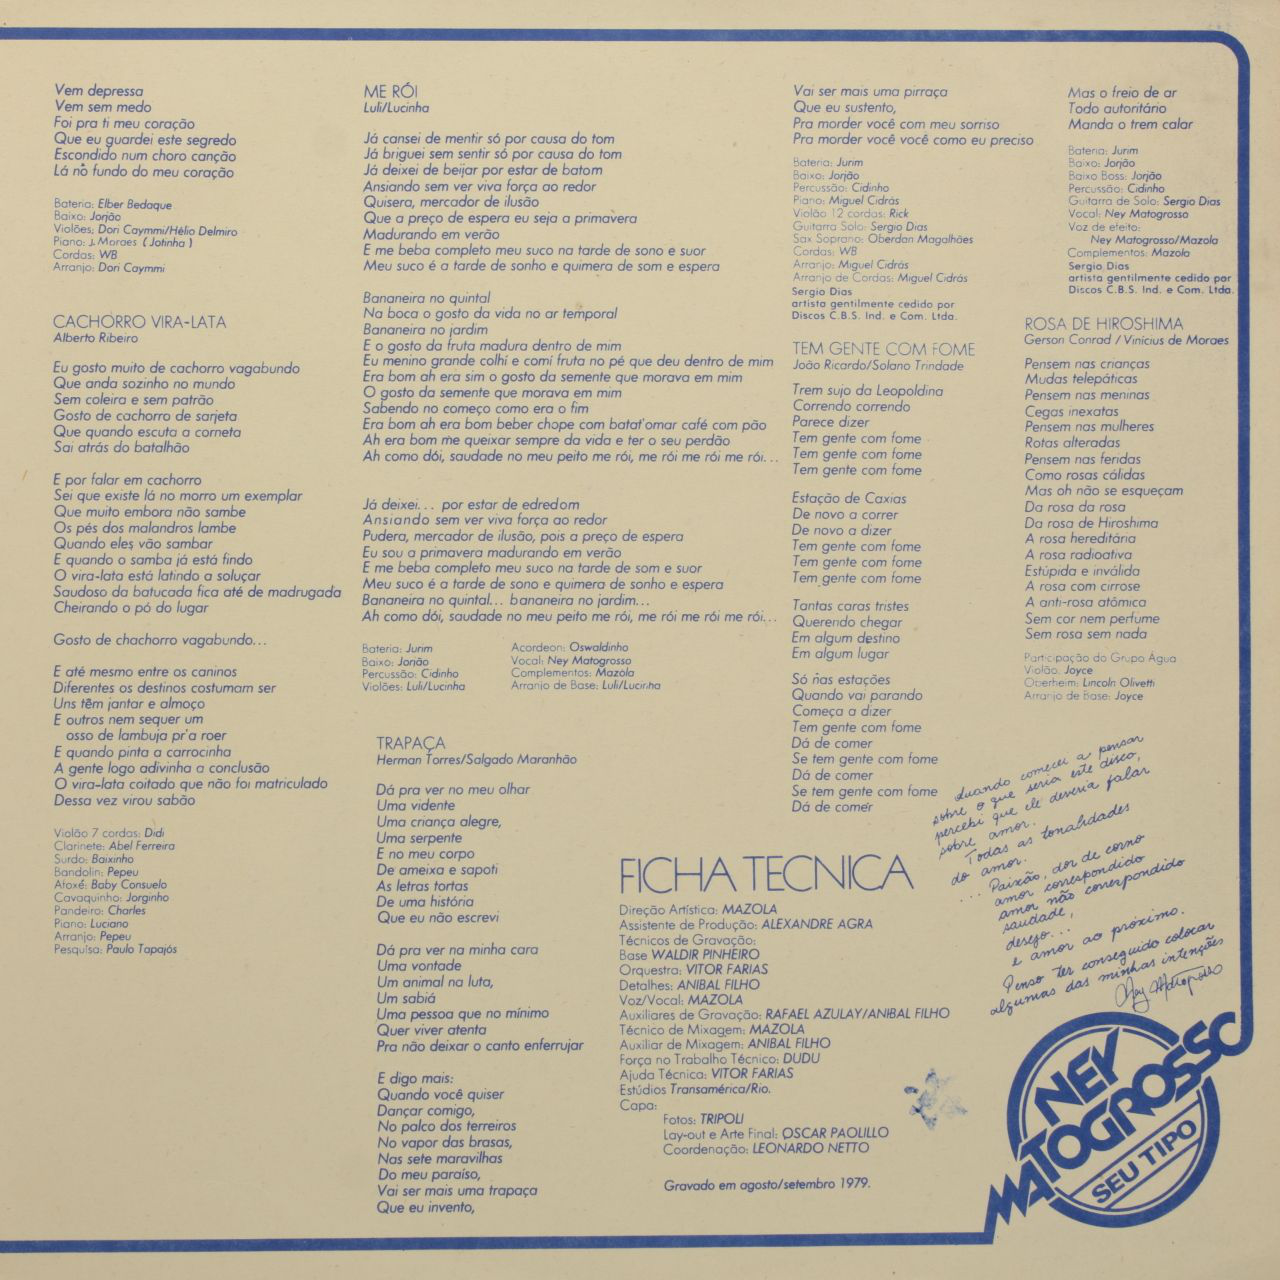 Vem depressa
Vem sem medo
Foi pra ti meu coração
Que eu guardei este segredo
Escondido num choro canção
Lá no fundo do meu coração
Bateria: Elber Bedaque
Baixo: Jorjão
Violões; Dori Caymmi/Hélio Delmiro
Piano: J. Moraes (Jotinha)
Cordas: WB
Arranjo: Dori Caymmi
CACHORRO VIRA-LATA
Alberto Ribeiro
Eu gosto muito de cachorro vagabundo
Que anda sozinho no mundo
Sem coleira e sem patrão
Gosto de cachorro de sarjeta
Que quando escuta a corneta
Sai atrás do batalhão
E por falar em cachorro
Sei que existe lá no morro um exemplar
Que muito embora não sambe
Os pés dos malandros lambe
Quando eles vão sambar
E quando o samba já está findo
O vira-lata está latindo a soluçar
Saudoso da batucada fica até de madrugada
Cheirando o pó do lugar
Gosto de chachorro vagabundo...
E até mesmo entre os caninos
Diferentes os destinos costumam ser
Uns têm jantar e almoço
E outros nem sequer um
osso de lambuja pr'a roer
E quando pinta a carrocinha
A gente logo adivinha a conclusão
O vira-lata coitado que não foi matriculado
Dessa vez virou sabão
Violão 7 cordas: Didi
Clarinete: Abel Ferreira
Surdo: Baixinho
Bandolin: Pepeu
Afoxé: Baby Consuelo
Cavaquinho: Jorginho
Pandeiro: Charles
Piano: Luciano
Arranjo: Pepeu
Pesquisa: Paulo Tapajós
ME RÓI
Luli/Lucinha
Já cansei de mentir só por causa do tom
Já briguei sem sentir só por causa do tom
Já deixei de beijar por estar de batom
Ansiando sem ver viva força ao redor
Quisera, mercador de ilusão
Que a preço de espera eu seja a primavera
Madurando em verão
E me beba completo meu suco na tarde de sono e suor
Meu suco é a tarde de sonho e quimera de som e espera
Bananeira no quintal
Na boca o gosto da vida no ar temporal
Bananeira no jardim
E o gosto da fruta madura dentro de mim
Eu menino grande colhí e comí fruta no pé que deu dentro de mim
Era bom ah era sim o gosto da semente que morava em mim
O gosto da semente que morava em mim
Sabendo no começo como era o fim
Era bom ah era bom beber chope com batat'omar café com pão
Ah era bom me queixar sempre da vida e ter o seu perdão
Ah como dói, saudade no meu peito me rói, me rói me rói me rói...
Já deixei... por estar de edredom
Ansiando sem ver viva força ao redor
Pudera, mercador de ilusão, pois a preço de espera
Eu sou a primavera madurando em verão
E me beba completo meu suco na tarde de som e suor
Meu suco é a tarde de sono e quimera de sonho e espera
Bananeira no quintal... bananeira no jardim...
Ah como dói, saudade no meu peito me rói, me rói me rói me rói...
Bateria: Jurim
Baixo: Jorjão
Percussão: Cidinho
Violões: Luli/Lucinha
Acordeon: Oswaldinho
Vocal: Ney Matogrosso
Complementos: Mazola
Arranjo de Base: Luli/Lucinha
TRAPAÇA
Herman Torres/Salgado Maranhão
Dá pra ver no meu olhar
Uma vidente
Uma criança alegre,
Uma serpente
E no meu corpo
De ameixa e sapoti
As letras tortas
De uma história
Que eu não escrevi
Dá pra ver na minha cara
Uma vontade
Um animal na luta,
Um sabiá
Uma pessoa que no mínimo
Quer viver atenta
Pra não deixar o canto enferrujar
E digo mais:
Quando você quiser
Dançar comigo,
No palco dos terreiros
No vapor das brasas,
Nas sete maravilhas
Do meu paraíso,
Vai ser mais uma trapaça
Que eu invento,
Vai ser mais uma pirraça
Que eu sustento,
Pra morder você com meu sorriso
Pra morder você você como eu preciso
Bateria: Jurim
Baixo: Jorjão
Percussão: Cidinho
Piano: Miguel Cidrás
Violão 12 cordas: Rick
Guitarra Solo: Sergio Dias
Sax Soprano: Oberdan Magalhães
Cordas: WB
Arranjo: Miguel Cidrás
Arranjo de Cordas: Miguel Cidrás
Sergio Dias
artista gentilmente cedido por
Discos C.B.S. Ind. e Com. Ltda.
TEM GENTE COM FOME
João Ricardo/Solano Trindade
Trem sujo da Leopoldina
Correndo correndo
Parece dizer
Tem gente com fome
Tem gente com fome
Tem gente com fome
Estação de Caxias
De novo a correr
De novo a dizer
Tem gente com fome
Tem gente com fome
Tem gente com fome
Tantas caras tristes
Querendo chegar
Em algum destino
Em algum lugar
Só nas estações
Quando vai parando
Começa a dizer
Tem gente com fome
Dá de comer
Se tem gente com fome
Dá de comer
Se tem gente com fome
Dá de comer
Mas o freio de ar
Todo autoritário
Manda o trem calar
Bateria: Jurim
Baixo: Jorjão
Baixo Boss: Jorjão
Percussão: Cidinho
Guitarra de Solo: Sergio Dias
Vocal: Ney Matogrosso
Voz de efeito:
Ney Matogrosso/Mazola
Complementos: Mazola
Sergio Dias
artista gentilmente cedido por
Discos C.B.S. Ind. e Com. Ltda.
ROSA DE HIROSHIMA
Gerson Conrad / Vinícius de Moraes
Pensem nas crianças
Mudas telepáticas
Pensem nas meninas
Cegas inexatas
Pensem nas mulheres
Rotas alteradas
Pensem nas feridas
Como rosas cálidas
Mas oh não se esqueçam
Da rosa da rosa
Da rosa de Hiroshima
A rosa hereditária
A rosa radioativa
Estúpida e inválida
A rosa com cirrose
A anti-rosa atômica
Sem cor nem perfume
Sem rosa sem nada
Participação do Grupo Água
Violão: Joyce
Oberheim: Lincoln Olivetti
Arranjo de Base: Joyce
FICHA TECNICA
Direção Artística: MAZOLA
Assistente de Produção: ALEXANDRE AGRA
Técnicos de Gravação:
Base WALDIR PINHEIRO
Orquestra: VITOR FARIAS
Detalhes: ANIBAL FILHO
Voz/Vocal: MAZOLA
Auxiliares de Gravação: RAFAEL AZULAY/ANIBAL FILHO
Técnico de Mixagem: MAZOLA
Auxiliar de Mixagem: ANIBAL FILHO
Força no Trabalho Técnico: DUDU
Ajuda Técnica: VITOR FARIAS
Estúdios Transamérica/Rio.
Capa:
Fotos: TRIPOLI
Lay-out e Arte Final: OSCAR PAOLILLO
Coordenação: LEONARDO NETTO
Gravado em agosto/setembro 1979.
Quando comecei a pensar
sobre o que seria este disco,
percebi que ele deveria falar
sobre amor.
Todas as tonalidades
do amor.
... Paixão, dor de corno
amor correspondido
amor não correspondido
saudade,
desejo...
e amor ao próximo.
Penso ter conseguido colocar
algumas das minhas intenções
Ney Matogrosso
NEY
MATOGROSSO
SEU TIPO